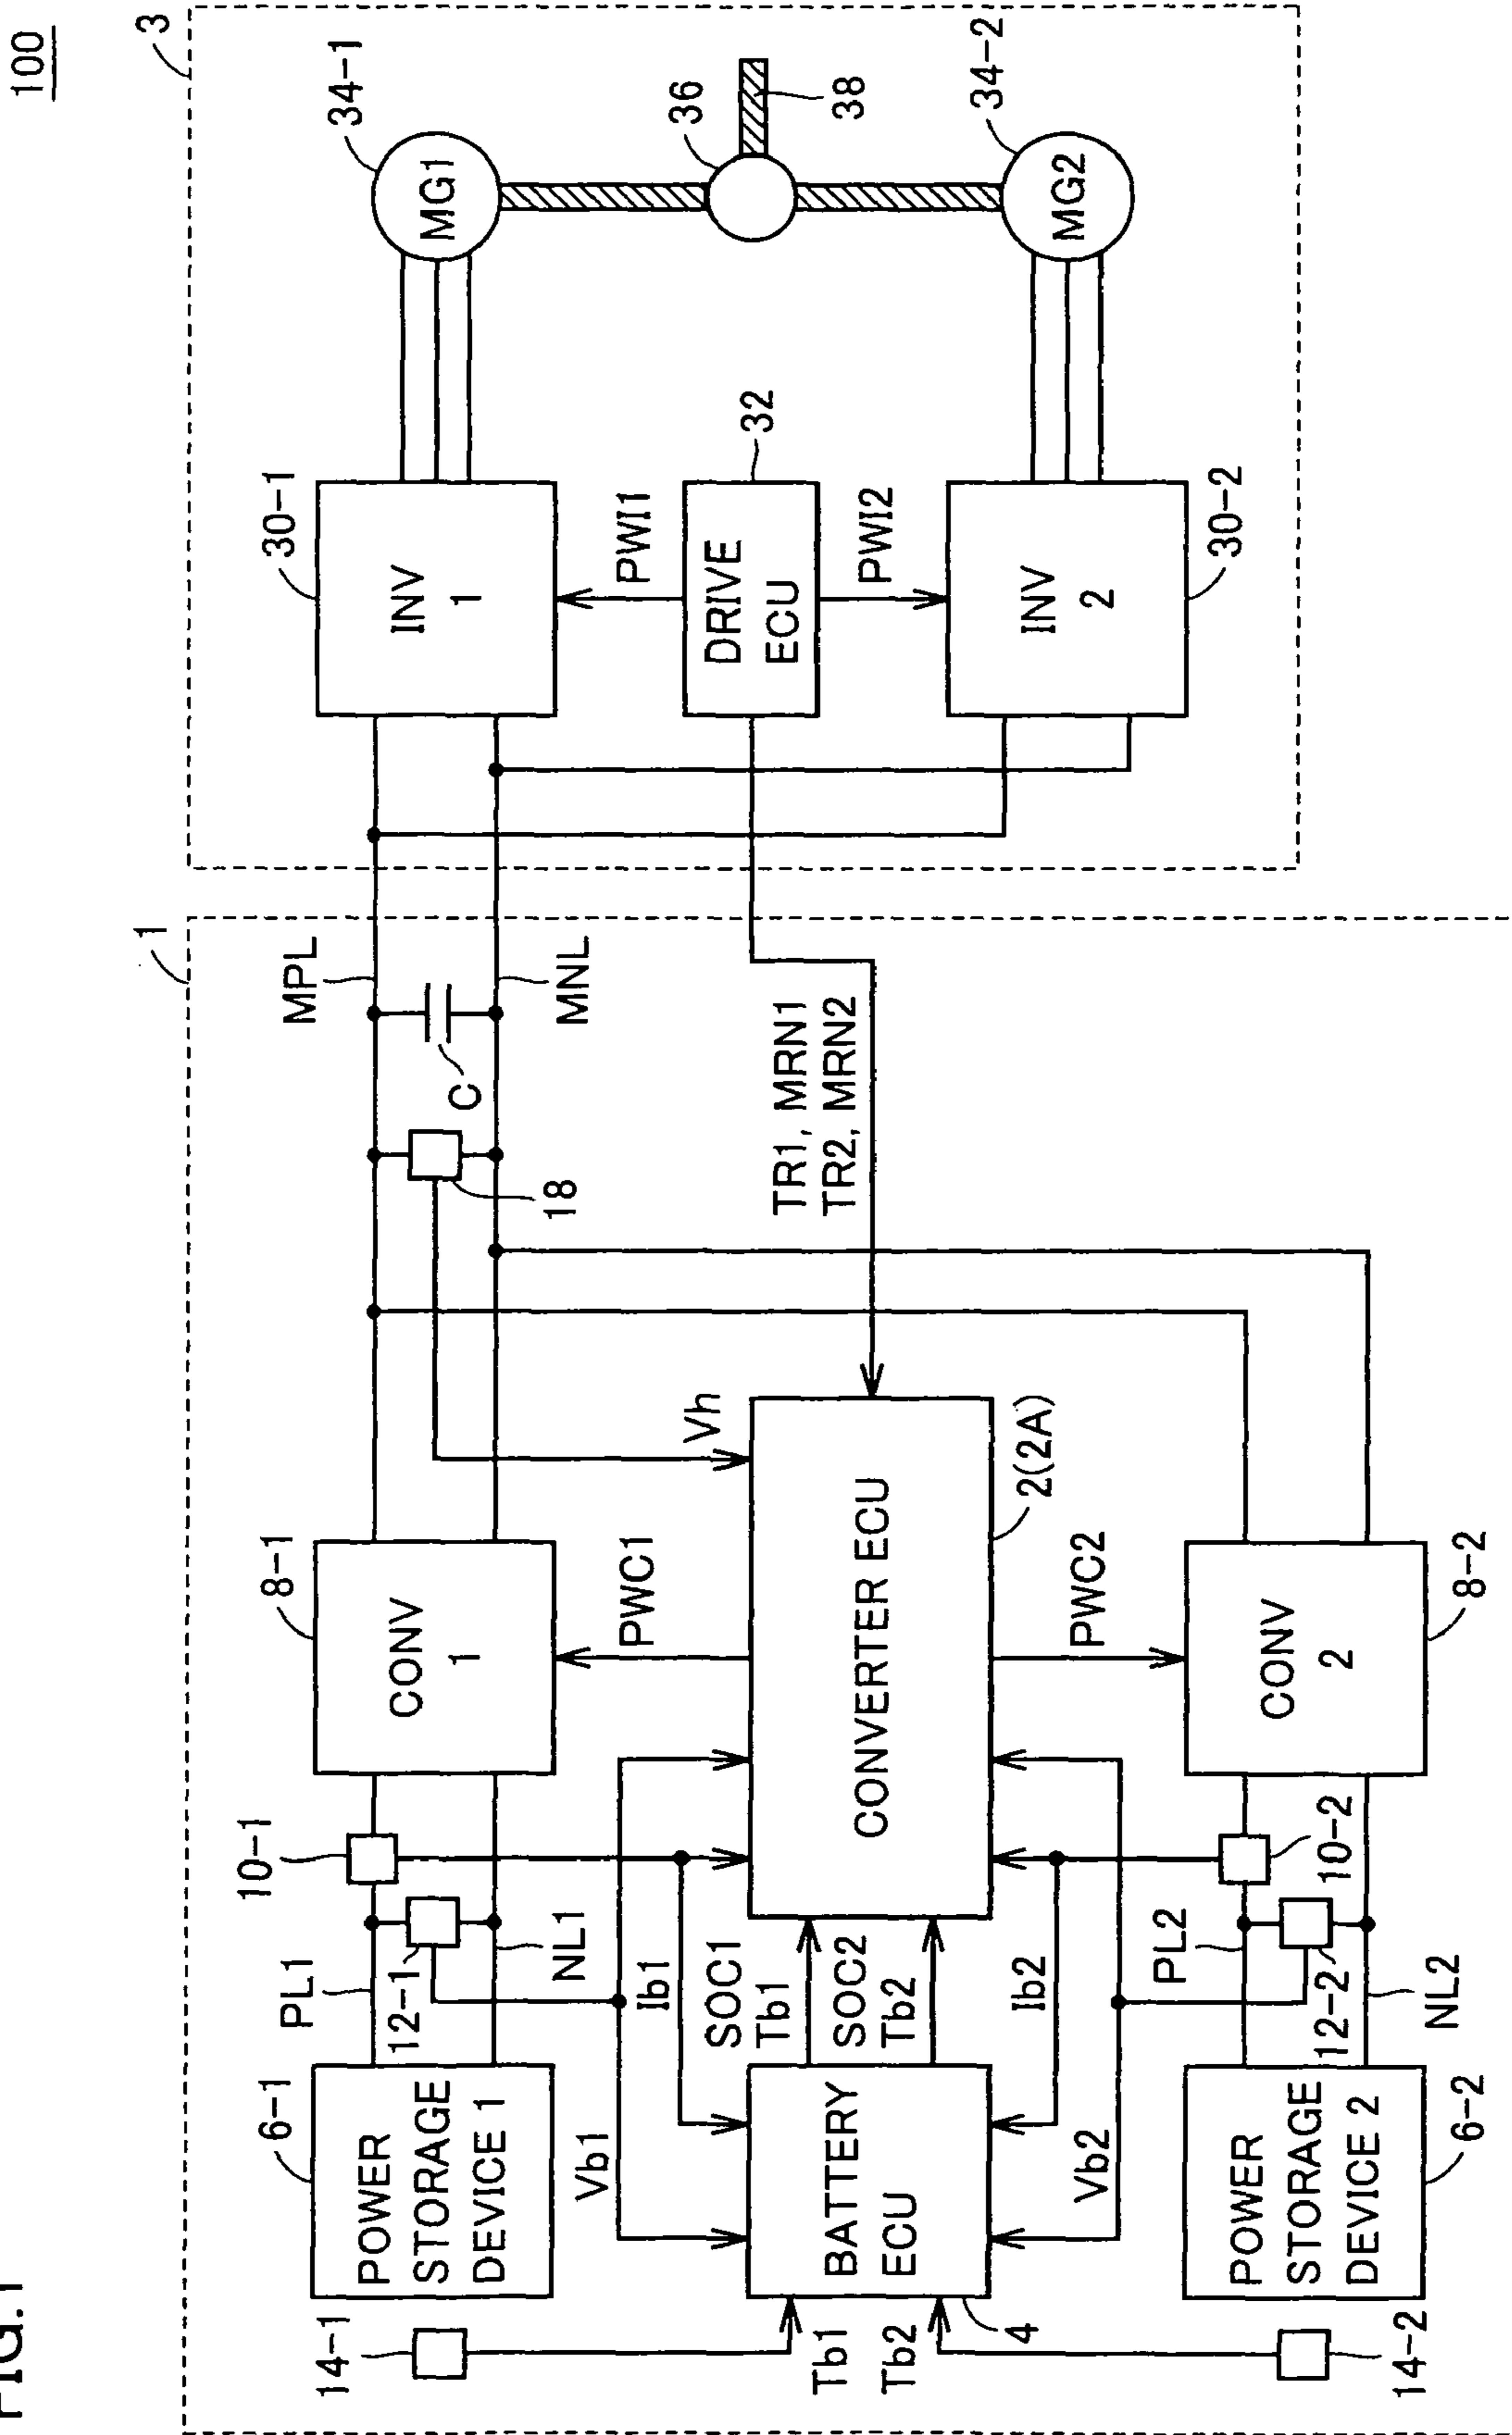 FIG.1
100
1
3
14-1
6-1
POWER
STORAGE
DEVICE 1
PL1
12-1
NL1
10-1
8-1
CONV
1
MPL
MNL
C
18
30-1
INV
1
34-1
MG1
Vb1
Ib1
PWC1
Vh
PWI1
36
38
Tb1
Tb2
BATTERY
ECU
4
SOC1
Tb1
SOC2
Tb2
CONVERTER ECU
2(2A)
TR1, MRN1
TR2, MRN2
DRIVE
ECU
32
Vb2
Ib2
PWC2
PWI2
14-2
POWER
STORAGE
DEVICE 2
6-2
PL2
12-2
NL2
10-2
CONV
2
8-2
INV
2
30-2
34-2
MG2